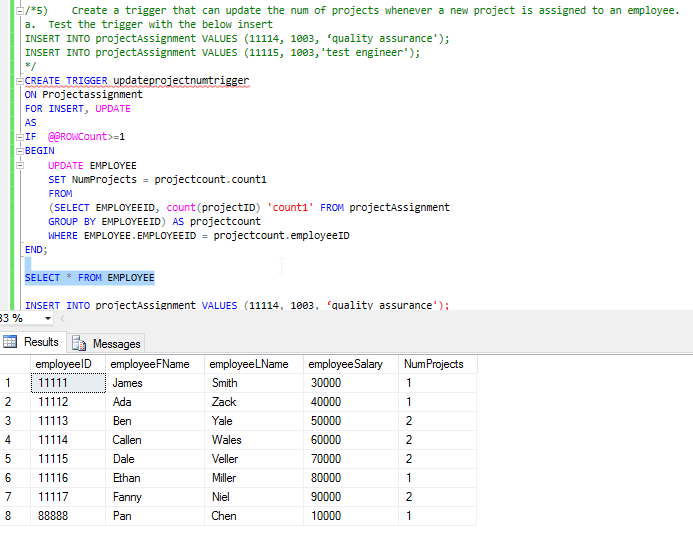 /*5) Create a trigger that can update the num of projects whenever a new project is assigned to an employee.
a. Test the trigger with the below insert
INSERT INTO projectAssignment VALUES (11114, 1003, ‘quality assurance');
INSERT INTO projectAssignment VALUES (11115, 1003,'test engineer');
*/
CREATE TRIGGER updateprojectnumtrigger
ON Projectassignment
FOR INSERT, UPDATE
AS
IF @@ROWCount>=1
BEGIN
UPDATE EMPLOYEE
SET NumProjects = projectcount.count1
FROM
(SELECT EMPLOYEEID, count(projectID) 'count1' FROM projectAssignment
GROUP BY EMPLOYEEID) AS projectcount
WHERE EMPLOYEE.EMPLOYEEID = projectcount.employeeID
END;
SELECT * FROM EMPLOYEE
INSERT INTO projectAssignment VALUES (11114, 1003, ‘quality assurance');
33 %
Results Messages
employeeID employeeFName employeeLName employeeSalary NumProjects
1 11111 James Smith 30000 1
2 11112 Ada Zack 40000 1
3 11113 Ben Yale 50000 2
4 11114 Callen Wales 60000 2
5 11115 Dale Veller 70000 2
6 11116 Ethan Miller 80000 1
7 11117 Fanny Niel 90000 2
8 88888 Pan Chen 10000 1